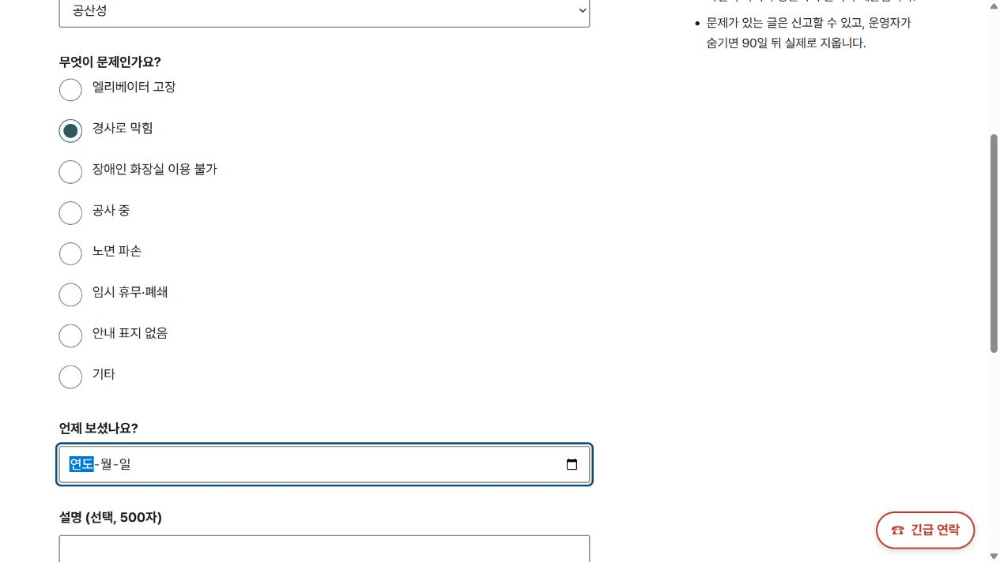 공산성
무엇이 문제인가요?
엘리베이터 고장
경사로 막힘
장애인 화장실 이용 불가
공사 중
노면 파손
임시 휴무·폐쇄
안내 표지 없음
기타
언제 보셨나요?
연도-월-일
설명 (선택, 500자)
문제가 있는 글은 신고할 수 있고, 운영자가
숨기면 90일 뒤 실제로 지웁니다.
긴급 연락